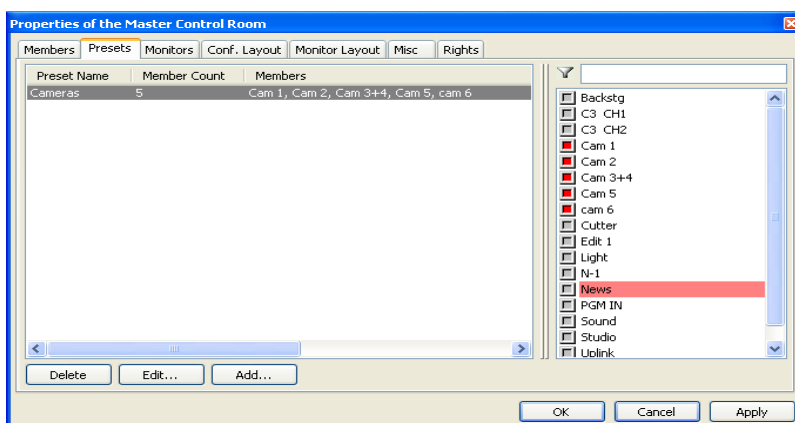 Properties of the Master Control Room
Members Presets Monitors Conf. Layout Monitor Layout Misc Rights
Preset Name Member Count Members
Cameras 5 Cam 1, Cam 2, Cam 3+4, Cam 5, cam 6
Backstg
C3 CH1
C3 CH2
Cam 1
Cam 2
Cam 3+4
Cam 5
cam 6
Cutter
Edit 1
Light
N-1
News
PGM IN
Sound
Studio
Uplink
Delete Edit... Add...
OK Cancel Apply